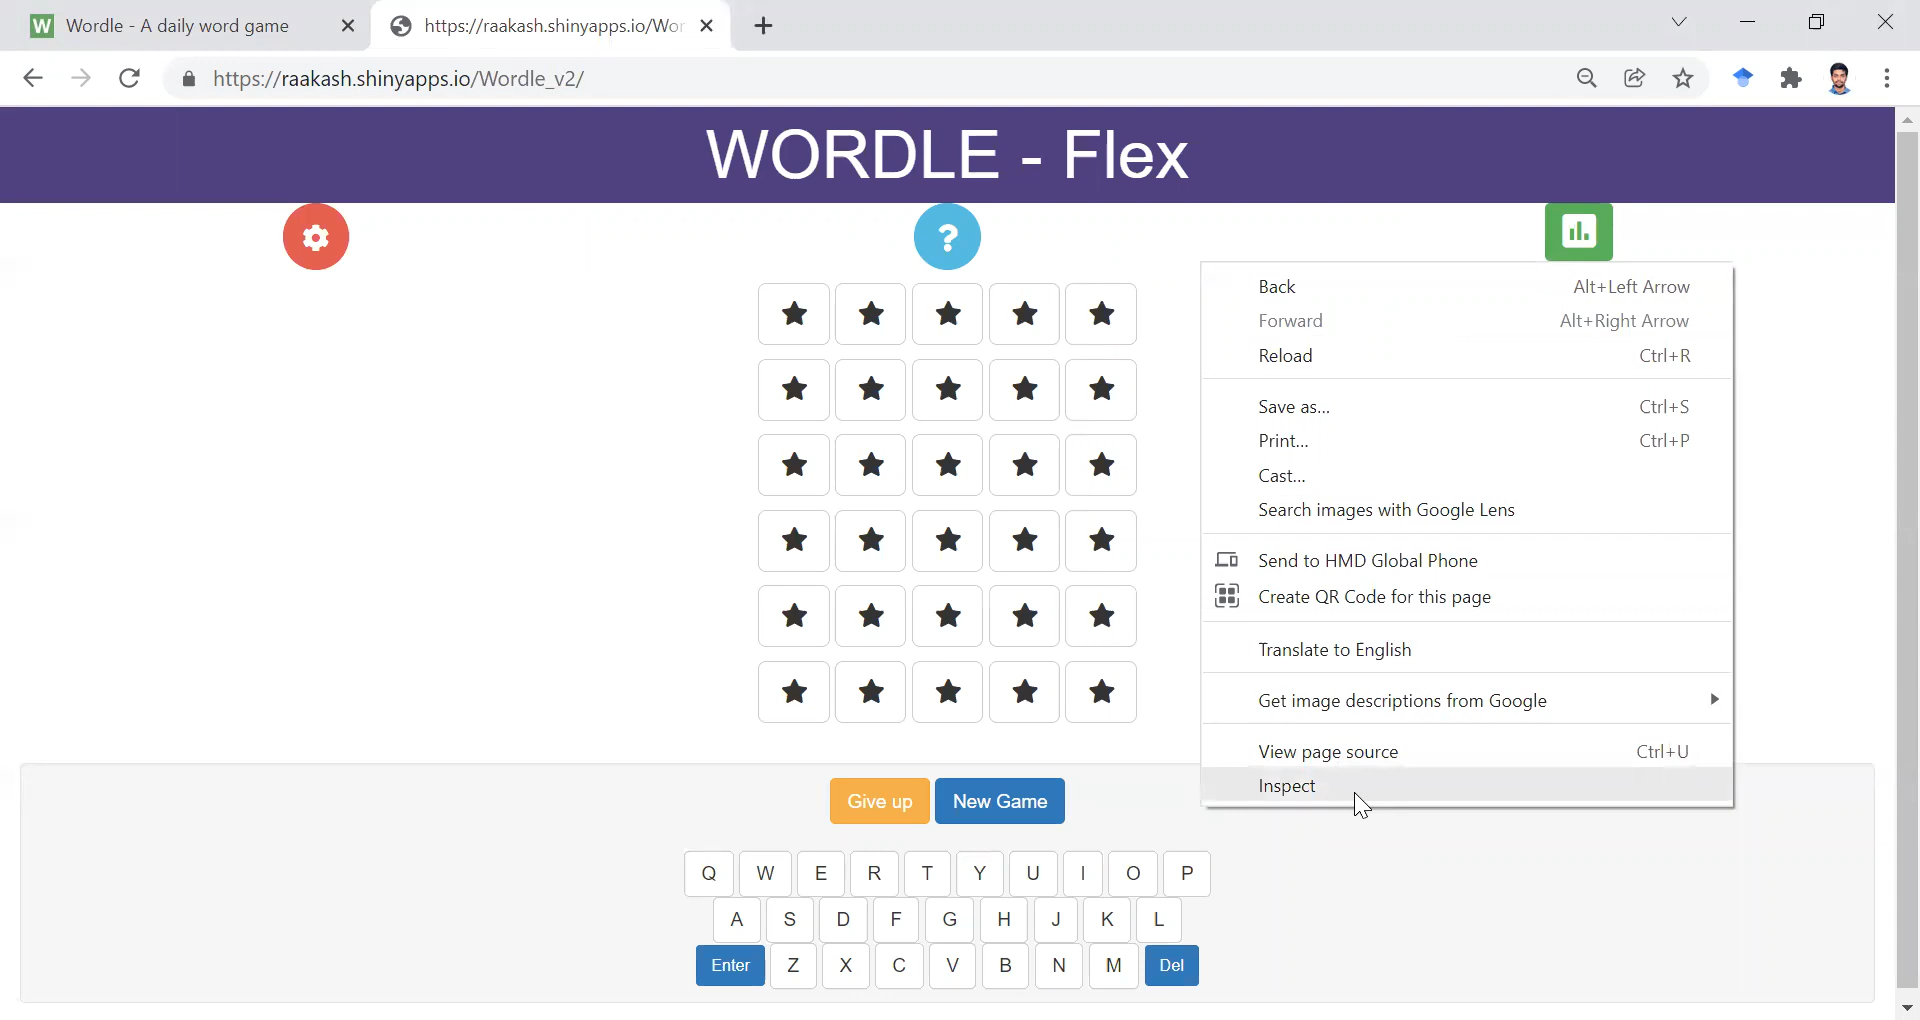 Wordle - A daily word game
https://raakash.shinyapps.io/Wor
https://raakash.shinyapps.io/Wordle_v2/
WORDLE - Flex
?
Back Alt+Left Arrow
Forward Alt+Right Arrow
Reload Ctrl+R
Save as... Ctrl+S
Print... Ctrl+P
Cast...
Search images with Google Lens
Send to HMD Global Phone
Create QR Code for this page
Translate to English
Get image descriptions from Google
View page source Ctrl+U
Inspect
Give up New Game
Q W E R T Y U I O P
A S D F G H J K L
Enter Z X C V B N M Del